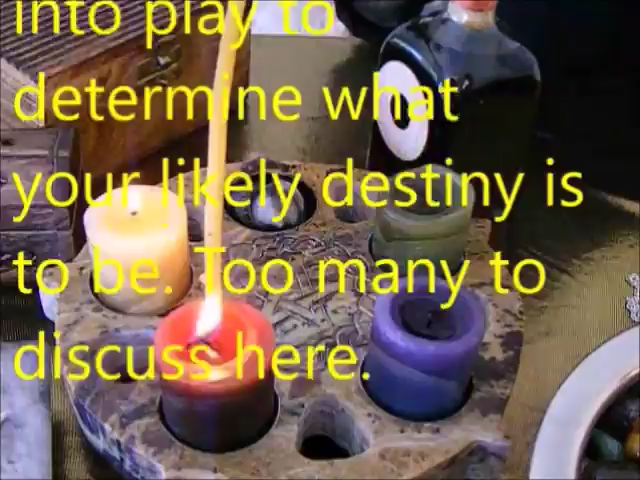 into play to
determine what
your likely destiny is
to be. Too many to
discuss here.